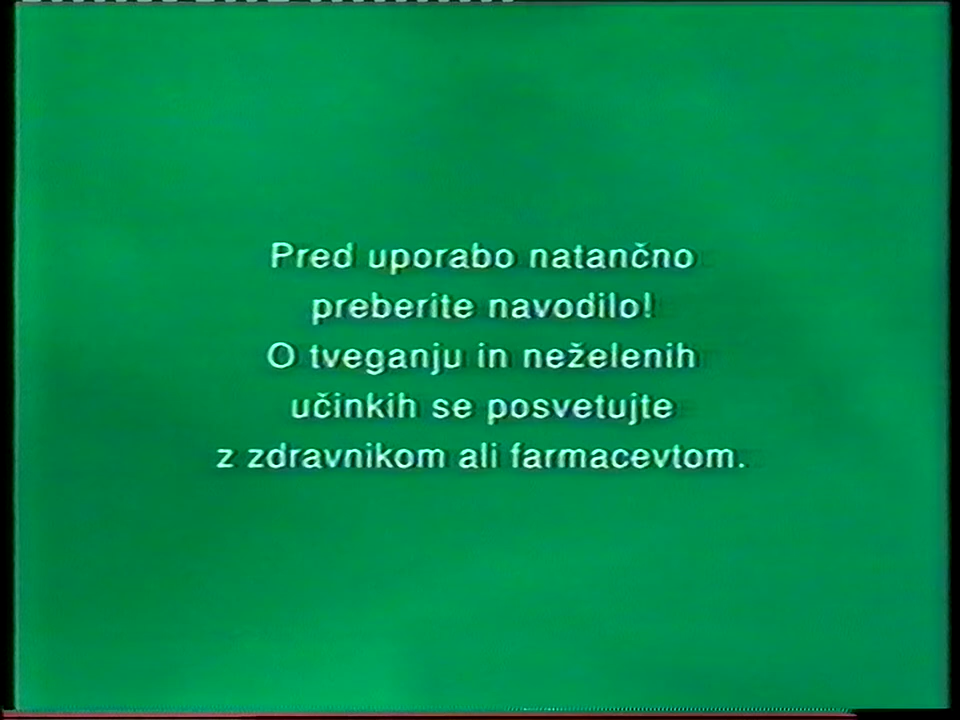 Pred uporabo natančno
preberite navodilo!
O tveganju in neželenih
učinkih se posvetujte
z zdravnikom ali farmacevtom.